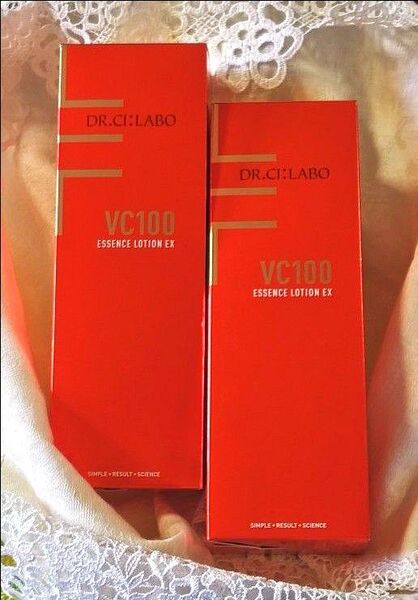 DR.CI:LABO
VC100
ESSENCE LOTION EX
SIMPLE • RESULT • SCIENCE
DR.CI:LABO
VC100
ESSENCE LOTION EX
SIMPLE • RESULT • SCIENCE